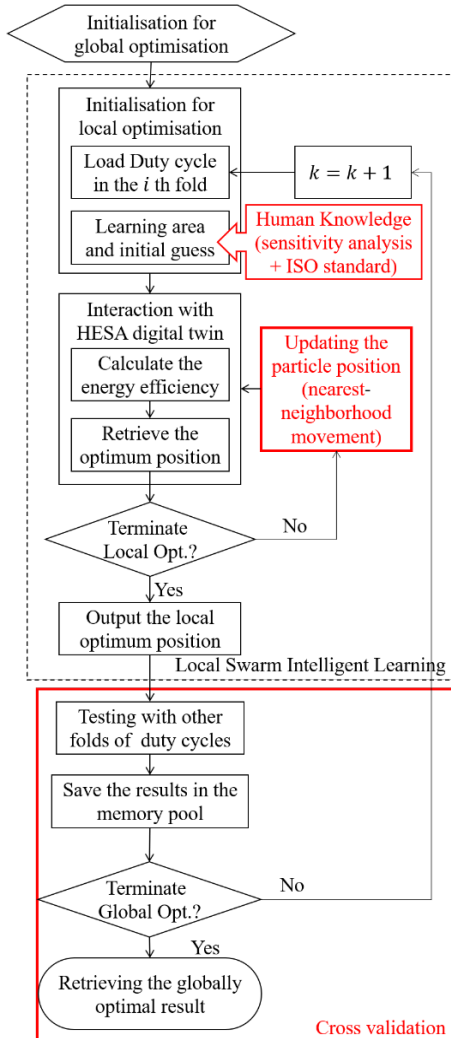 Initialisation for
global optimisation
Initialisation for
local optimisation
Load Duty cycle
in the i th fold
k = k + 1
Learning area
and initial guess
Human Knowledge
(sensitivity analysis
+ ISO standard)
Interaction with
HESA digital twin
Calculate the
energy efficiency
Retrieve the
optimum position
Updating the
particle position
(nearest-
neighborhood
movement)
Terminate
Local Opt.?
No
Yes
Output the local
optimum position
Local Swarm Intelligent Learning
Testing with other
folds of duty cycles
Save the results in the
memory pool
Terminate
Global Opt.?
No
Yes
Retrieving the globally
optimal result
Cross validation